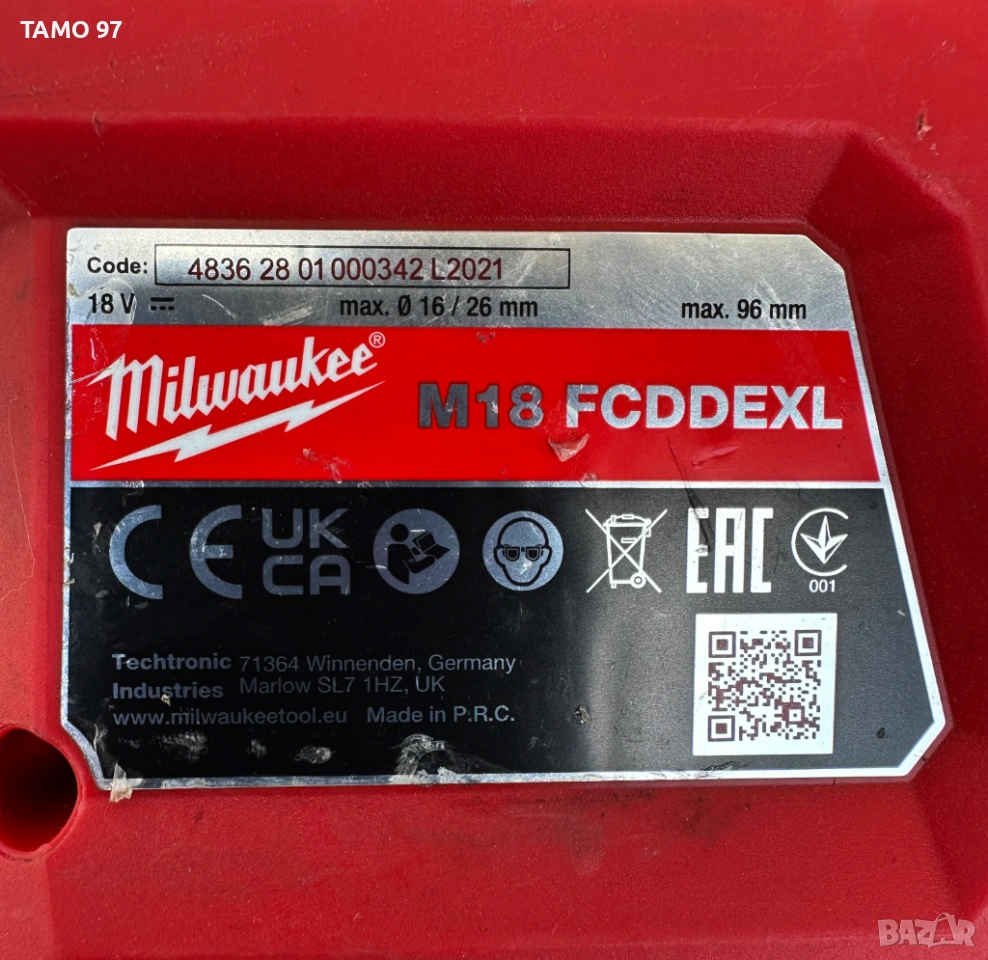 TAMO 97
Code: 4836 28 01 000342 L2021
18 V max. Ø 16 / 26 mm max. 96 mm
Milwaukee®
M18 FCDDEXL
CE UK CA EAC
001
Techtronic 71364 Winnenden, Germany
Industries Marlow SL7 1HZ, UK
www.milwaukeetool.eu Made in P.R.C.
BAZAR